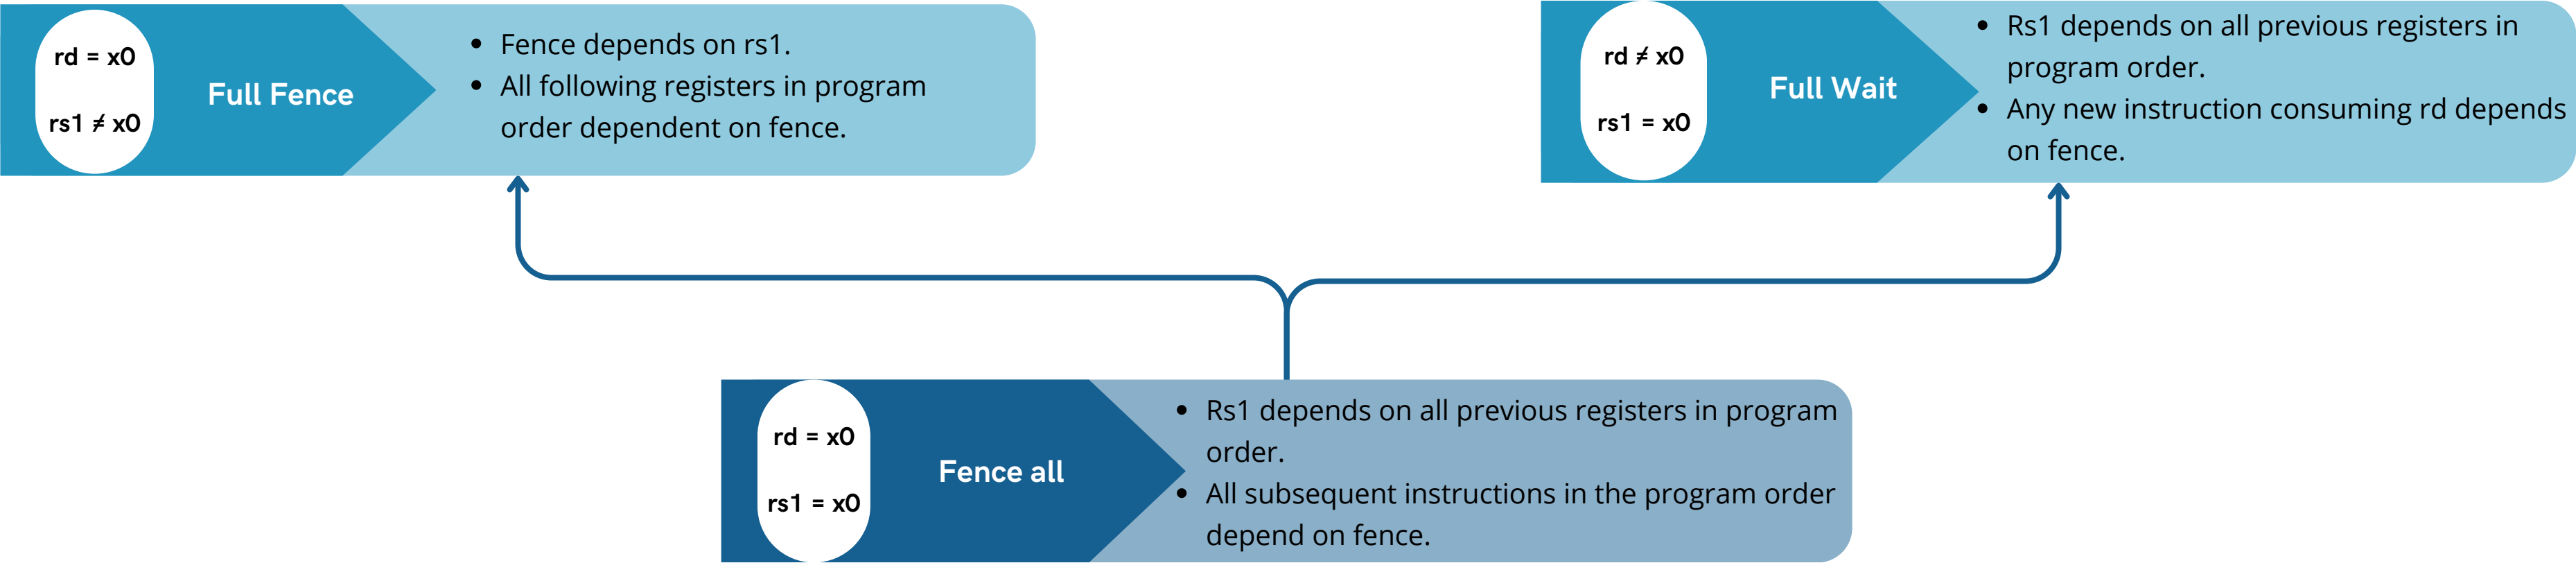 rd = x0
rs1 ≠ x0
Full Fence
• Fence depends on rs1.
• All following registers in program
order dependent on fence.
rd ≠ x0
rs1 = x0
Full Wait
• Rs1 depends on all previous registers in
program order.
• Any new instruction consuming rd depends
on fence.
rd = x0
rs1 = x0
Fence all
• Rs1 depends on all previous registers in program
order.
• All subsequent instructions in the program order
depend on fence.